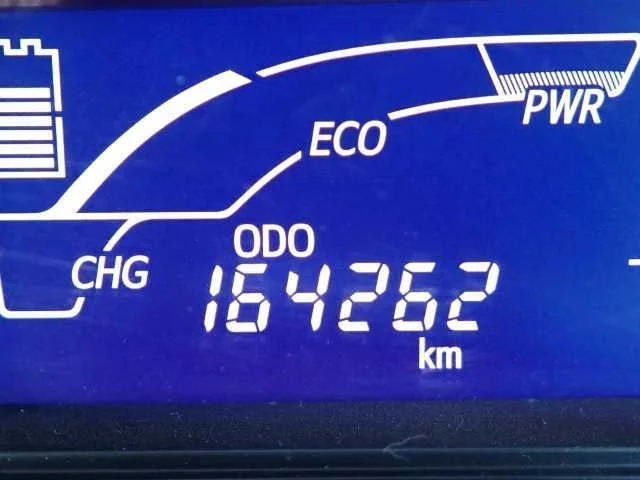 PWR
ECO
ODO
CHG
164262
km